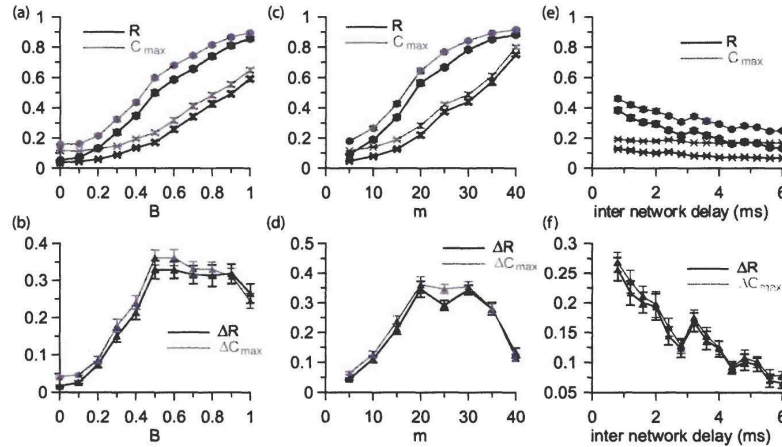 (a)
1
0.8
0.6
0.4
0.2
0
R
C max
0 0.2 0.4 0.6 0.8 1
B
(c)
1
0.8
0.6
0.4
0.2
0
R
C max
0 10 20 30 40
m
(e)
1
0.8
0.6
0.4
0.2
0
R
C max
0 2 4 6
inter network delay (ms)
(b)
0.4
0.3
0.2
0.1
0
ΔR
ΔC max
0 0.2 0.4 0.6 0.8 1
B
(d)
0.5
0.4
0.3
0.2
0.1
0
ΔR
ΔC max
0 10 20 30 40
m
(f)
0.3
0.25
0.2
0.15
0.1
0.05
ΔR
ΔC max
0 2 4 6
inter network delay (ms)